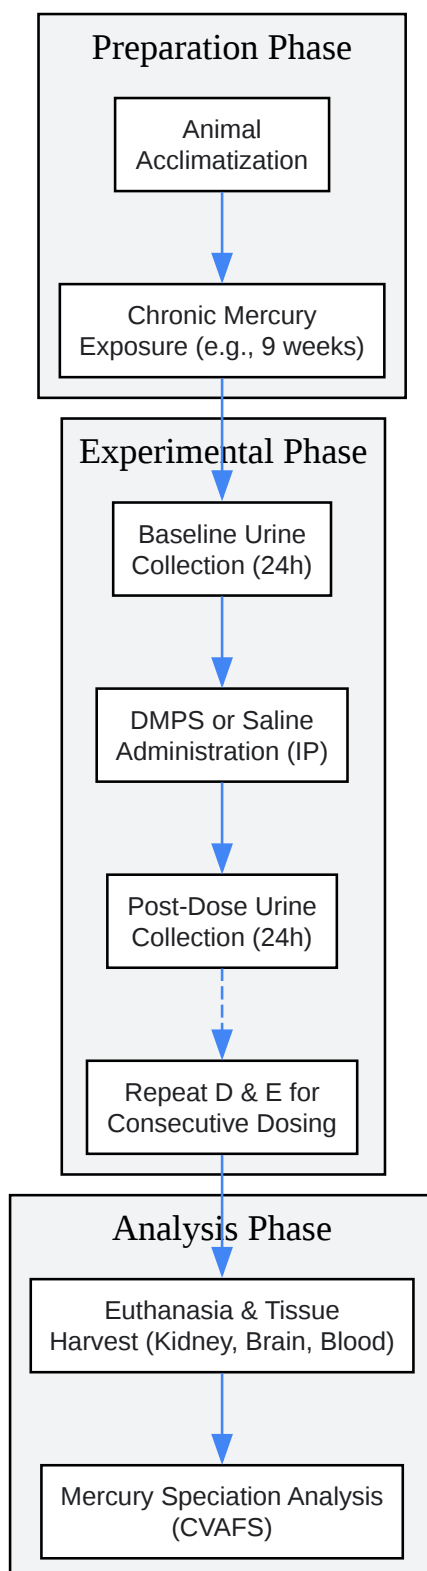 Preparation Phase
Animal
Acclimatization
Chronic Mercury
Exposure (e.g., 9 weeks)
Experimental Phase
Baseline Urine
Collection (24h)
DMPS or Saline
Administration (IP)
Post-Dose Urine
Collection (24h)
Repeat D & E for
Consecutive Dosing
Analysis Phase
Euthanasia & Tissue
Harvest (Kidney, Brain, Blood)
Mercury Speciation Analysis
(CVAFS)